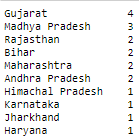 Gujarat 4
Madhya Pradesh 3
Rajasthan 2
Bihar 2
Maharashtra 2
Andhra Pradesh 2
Himachal Pradesh 1
Karnataka 1
Jharkhand 1
Haryana 1